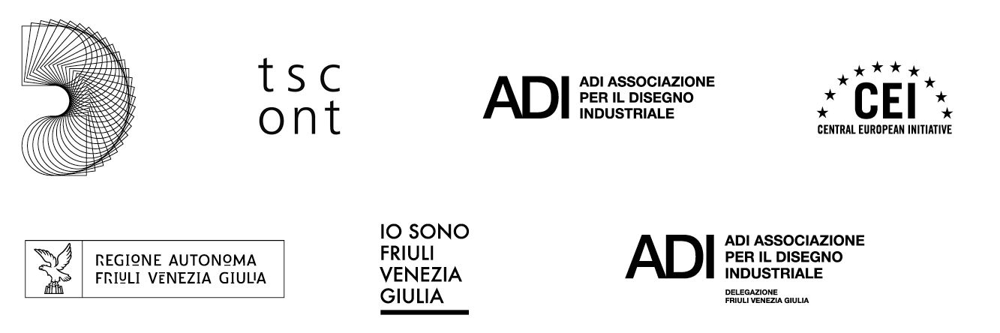 tsc
ont
ADI
ADI ASSOCIAZIONE
PER IL DISEGNO
INDUSTRIALE
CEI
CENTRAL EUROPEAN INITIATIVE
REGIONE AUTONOMA
FRIULI VENEZIA GIULIA
IO SONO
FRIULI
VENEZIA
GIULIA
ADI
ADI ASSOCIAZIONE
PER IL DISEGNO
INDUSTRIALE
DELEGAZIONE
FRIULI VENEZIA GIULIA